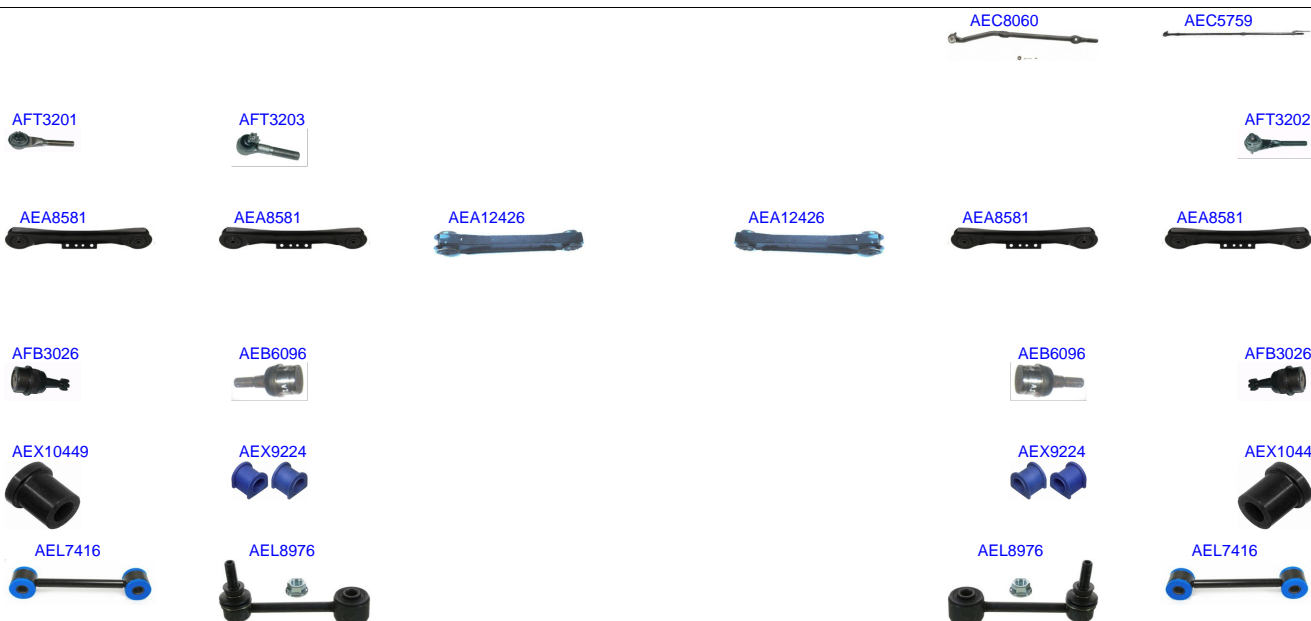 AEC8060 AEC5759
AFT3201 AFT3203 AFT3202
AEA8581 AEA8581 AEA12426 AEA12426 AEA8581 AEA8581
AFB3026 AEB6096 AEB6096 AFB3026
AEX10449 AEX9224 AEX9224 AEX1044
AEL7416 AEL8976 AEL8976 AEL7416